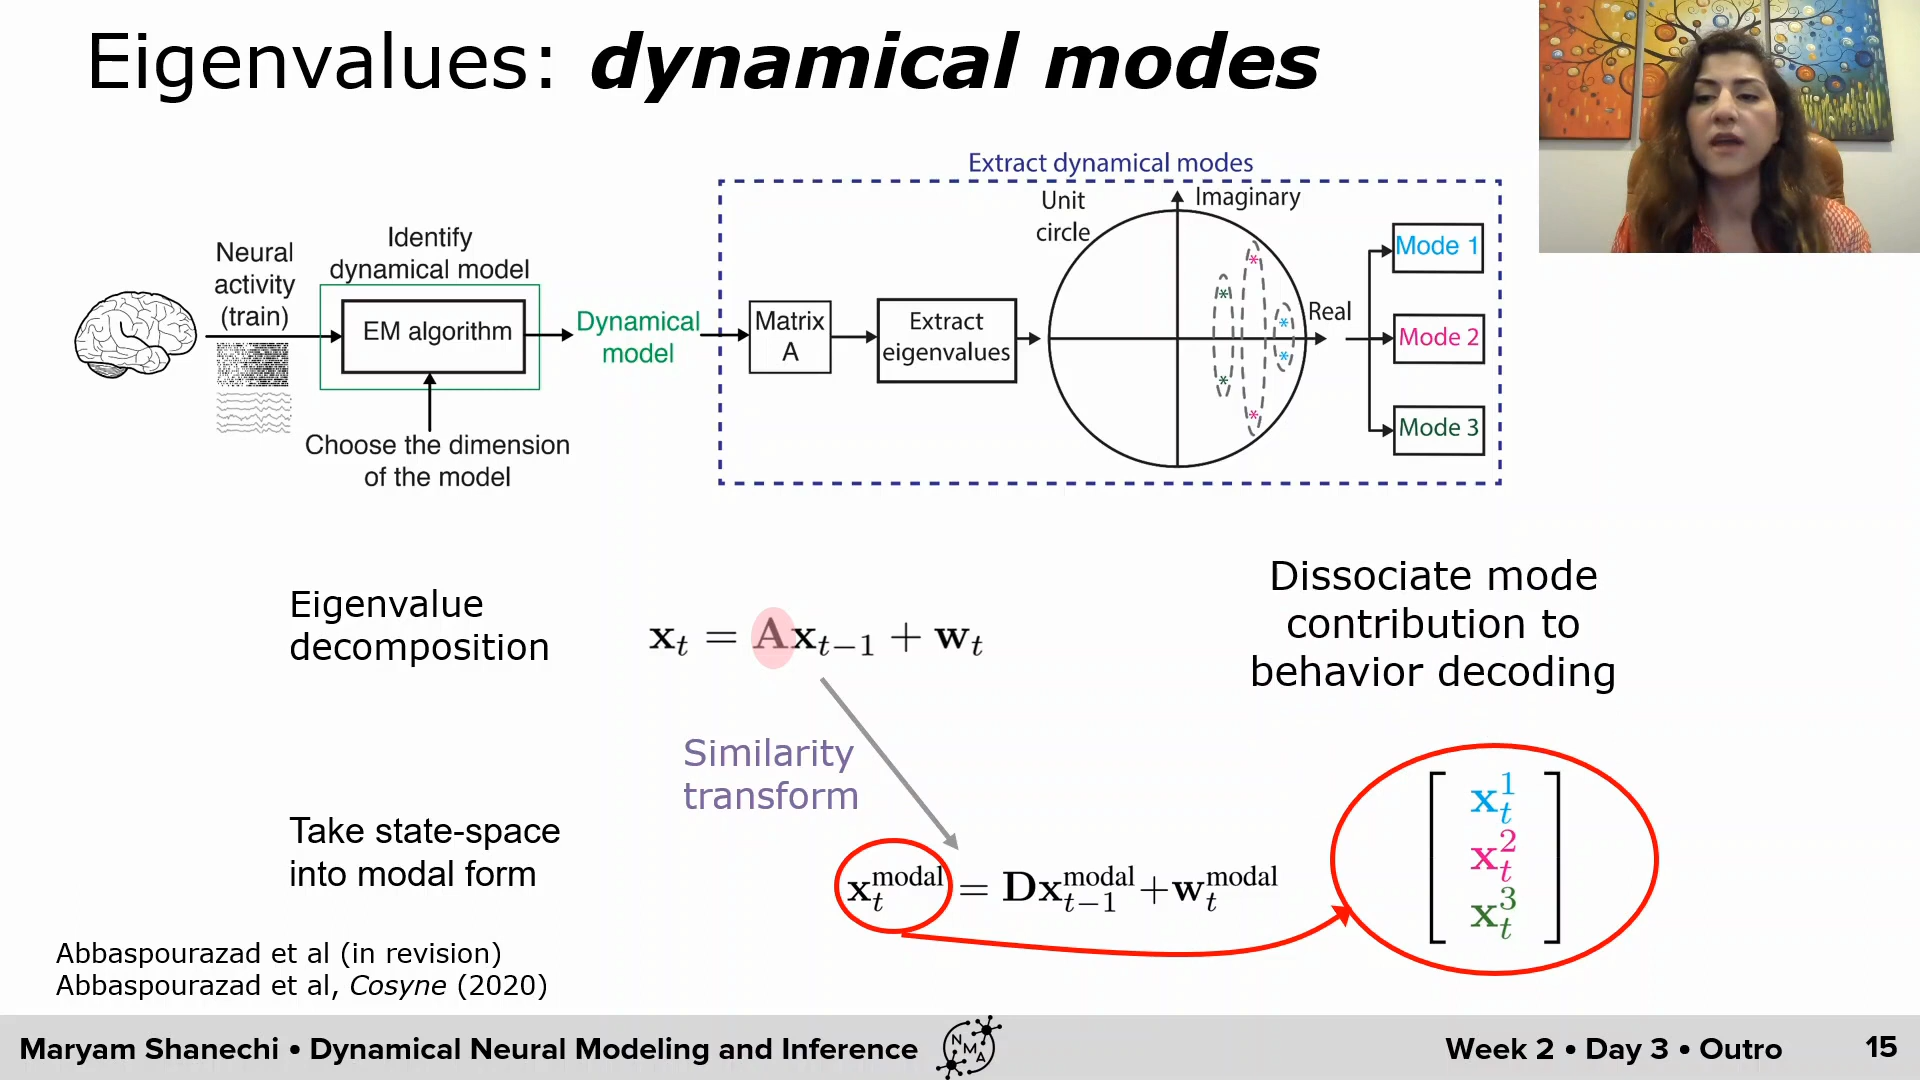 Eigenvalues: dynamical modes
Extract dynamical modes
Neural
activity
(train)
Identify
dynamical model
EM algorithm
Choose the dimension
of the model
Dynamical
model
Matrix
A
Extract
eigenvalues
Unit
circle
Imaginary
Real
Mode 1
Mode 2
Mode 3
Eigenvalue
decomposition
x_t = Ax_{t−1} + w_t
Dissociate mode
contribution to
behavior decoding
Similarity
transform
Take state-space
into modal form
x_t^{modal} = Dx_{t−1}^{modal}+w_t^{modal}
x_t^1
x_t^2
x_t^3
Abbaspourazad et al (in revision)
Abbaspourazad et al, Cosyne (2020)
Maryam Shanechi • Dynamical Neural Modeling and Inference
NMA
Week 2 • Day 3 • Outro
15